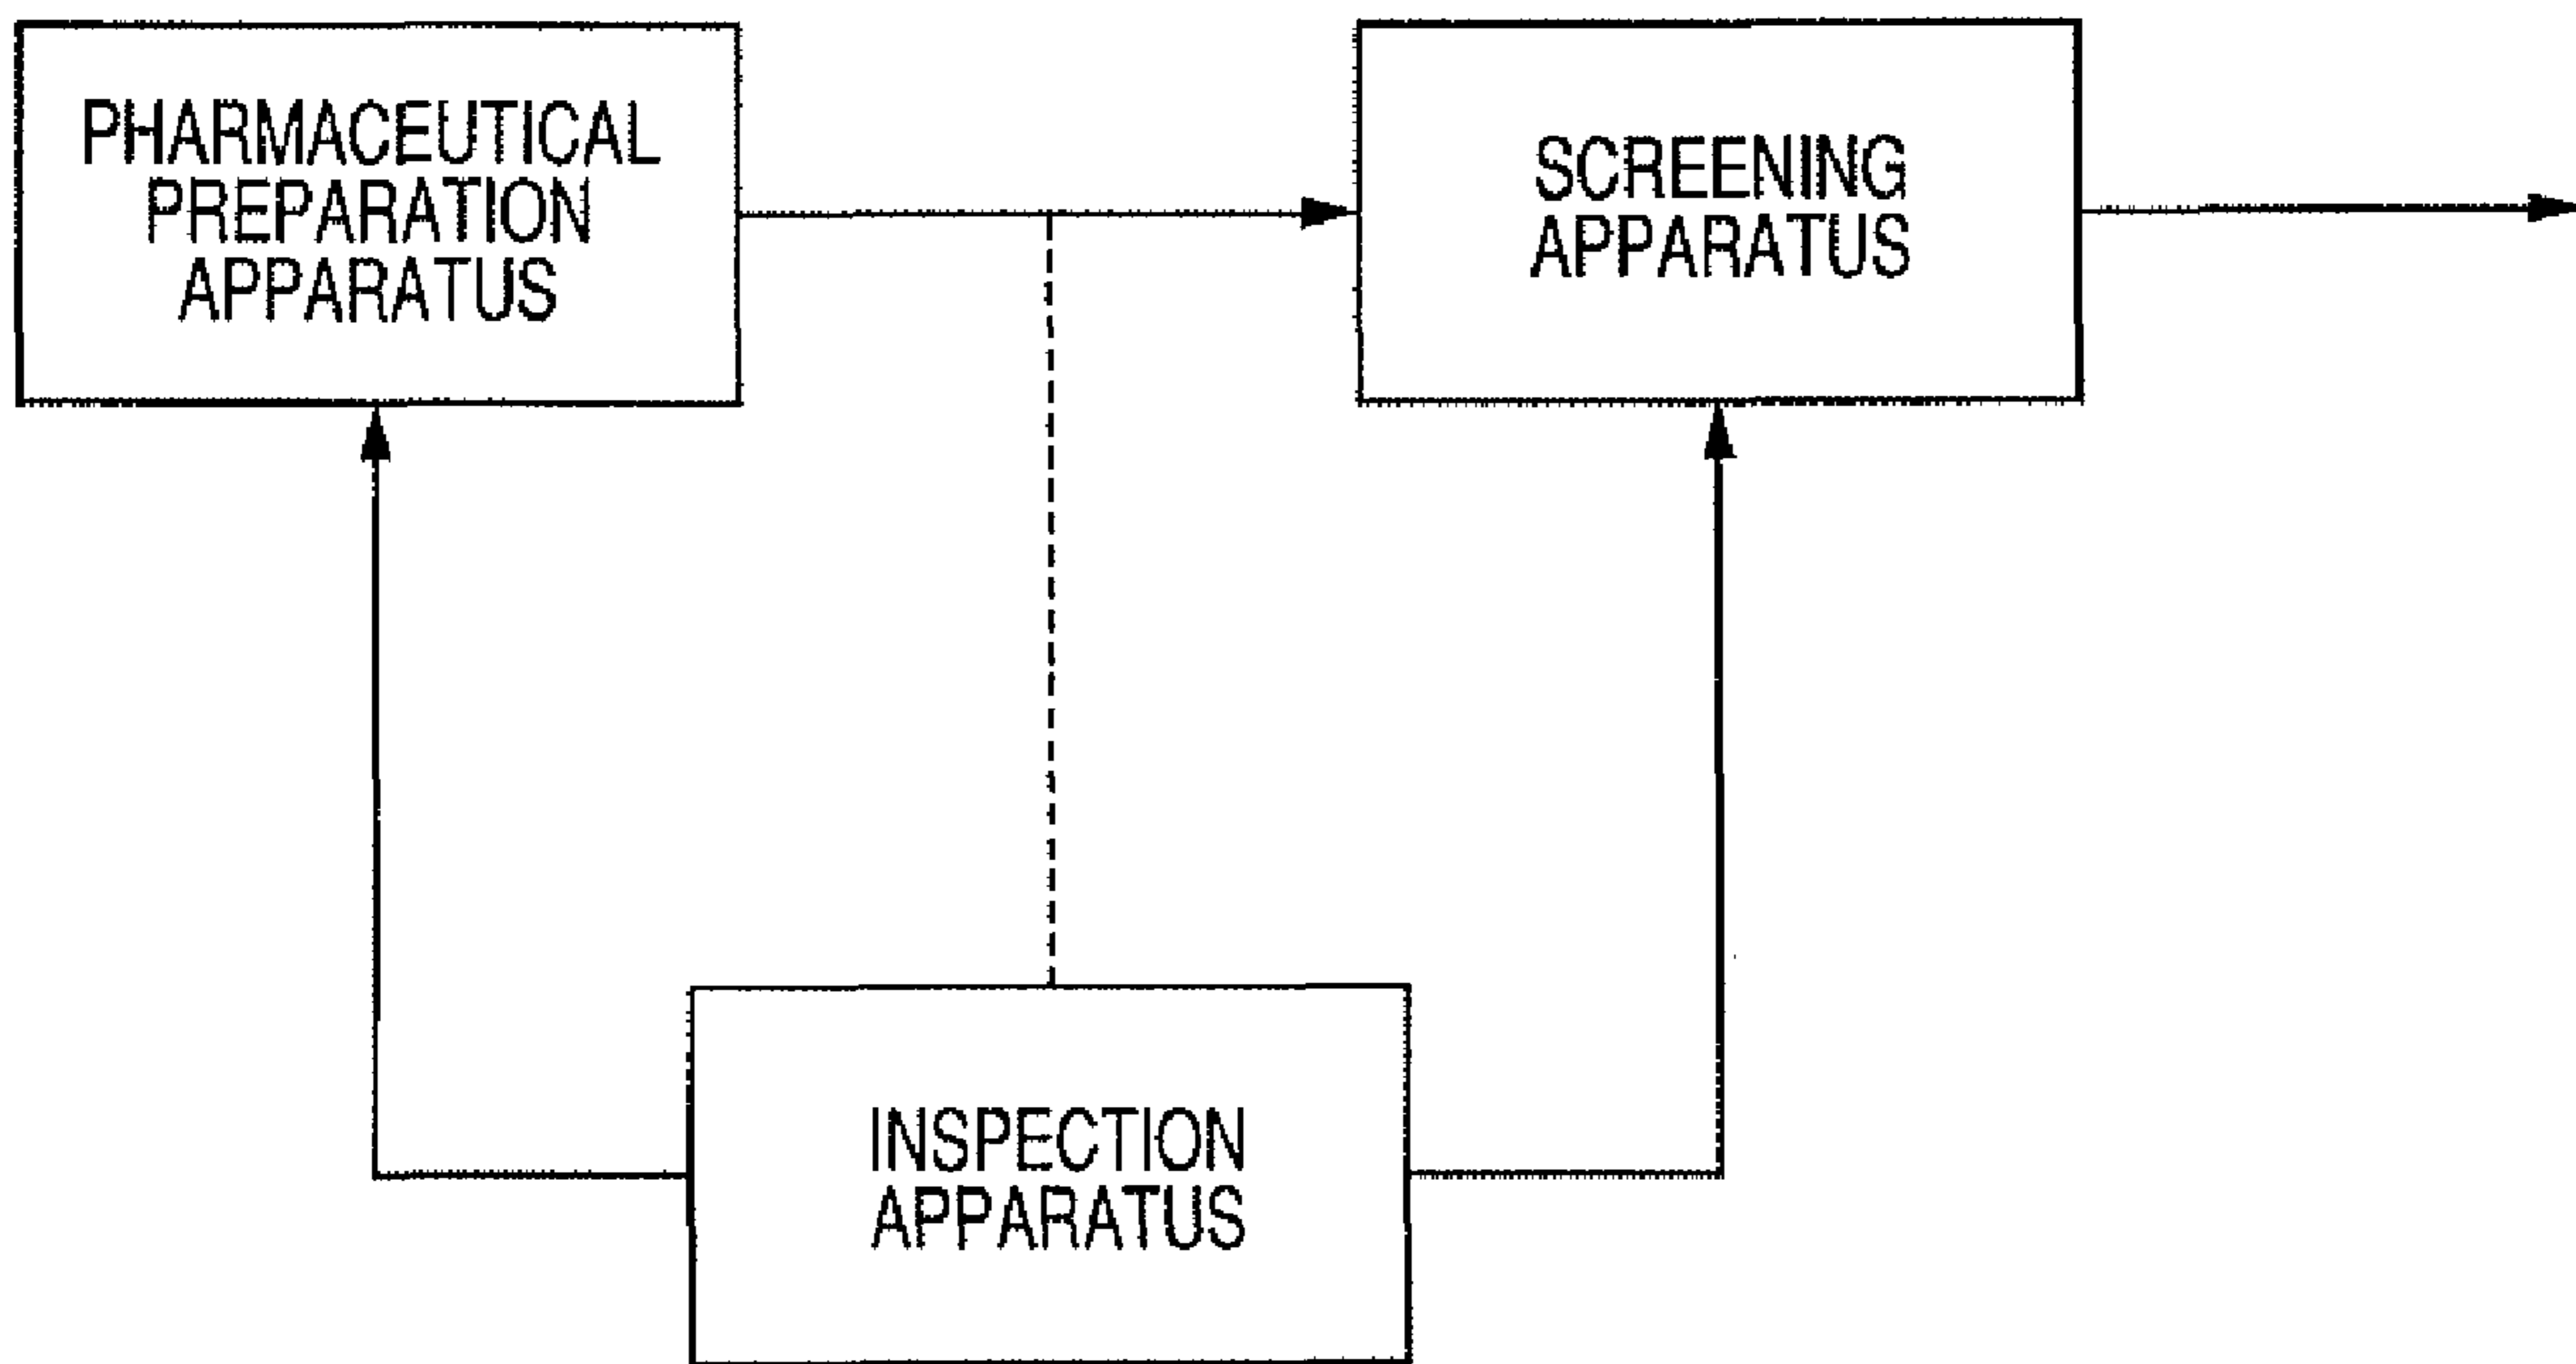 PHARMACEUTICAL
PREPARATION
APPARATUS
SCREENING
APPARATUS
INSPECTION
APPARATUS